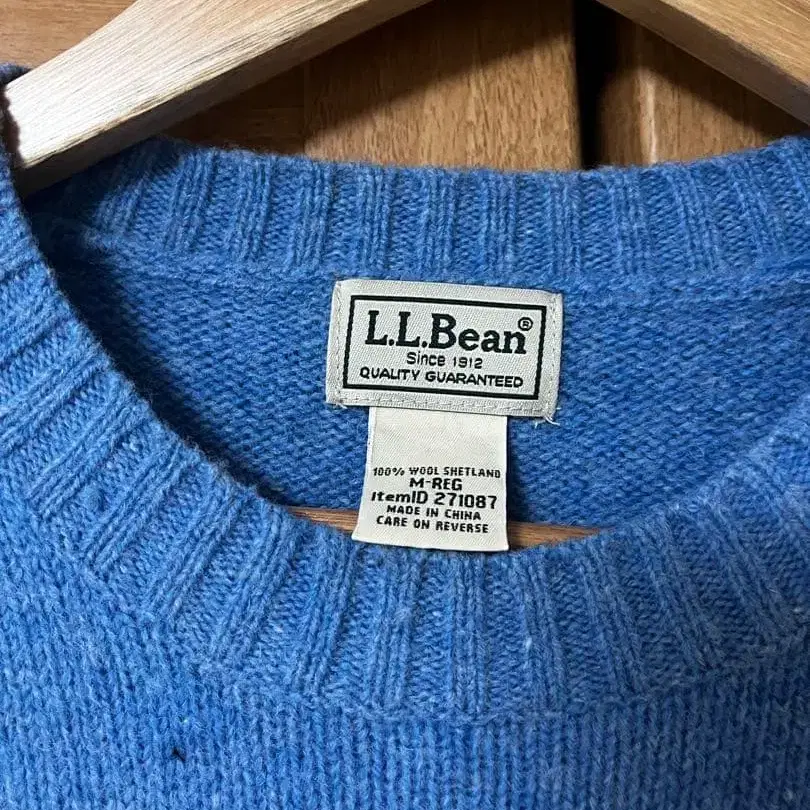 L.L.Bean®
Since 1912
QUALITY GUARANTEED
100% WOOL SHETLAND
M-REG
ItemID 271087
MADE IN CHINA
CARE ON REVERSE